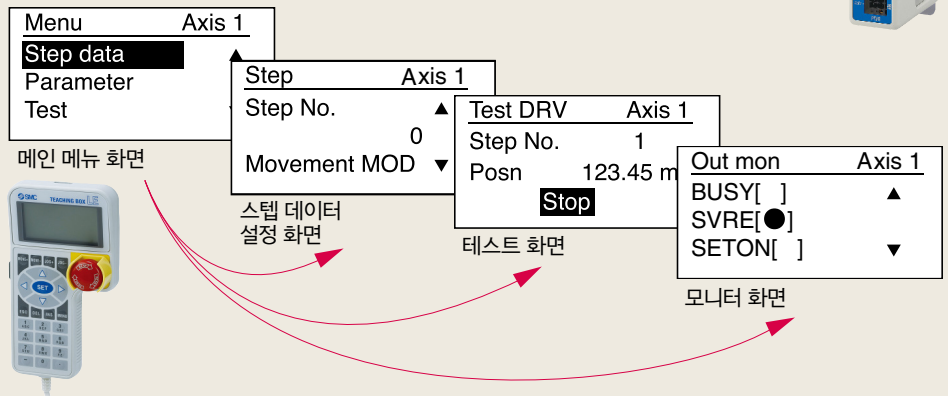 Menu Axis 1
Step data ▲
Parameter
Test
메인 메뉴 화면
Step Axis 1
Step No. ▲
0
Movement MOD ▼
스텝 데이터
설정 화면
Test DRV Axis 1
Step No. 1
Posn 123.45 m
Stop
테스트 화면
Out mon Axis 1
BUSY[ ] ▲
SVRE[●]
SETON[ ] ▼
모니터 화면
SMC TEACHING BOX
SET